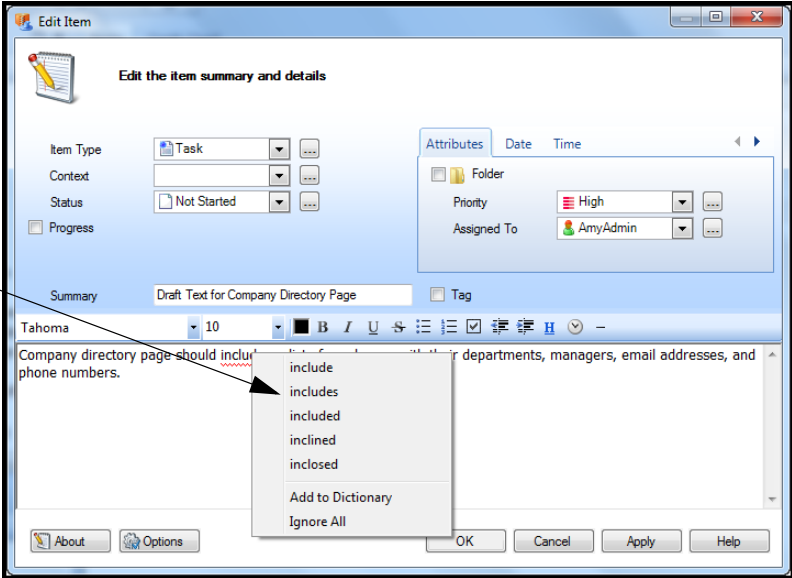 Edit Item
Edit the item summary and details
Item Type
Task
...
Context
...
Status
Not Started
...
Progress
Attributes
Date
Time
Folder
Priority
High
...
Assigned To
AmyAdmin
...
Summary
Draft Text for Company Directory Page
Tag
Tahoma
10
B I U S H
Company directory page should includ departments, managers, email addresses, and
phone numbers.
include
includes
included
inclined
inclosed
Add to Dictionary
Ignore All
About
Options
OK
Cancel
Apply
Help